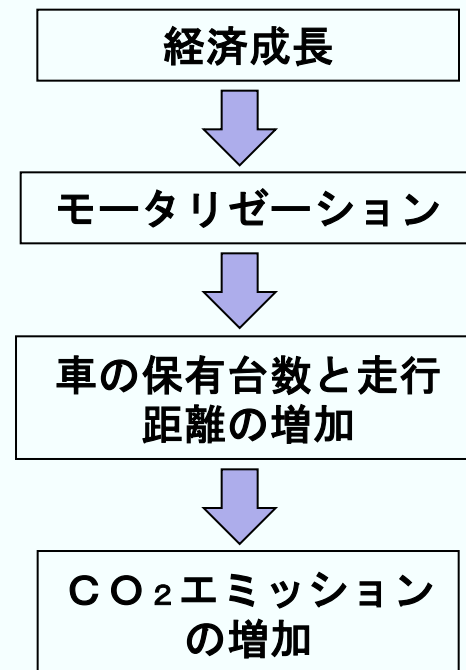 経済成長
モータリゼーション
車の保有台数と走行
距離の増加
ＣＯ２エミッション
の増加